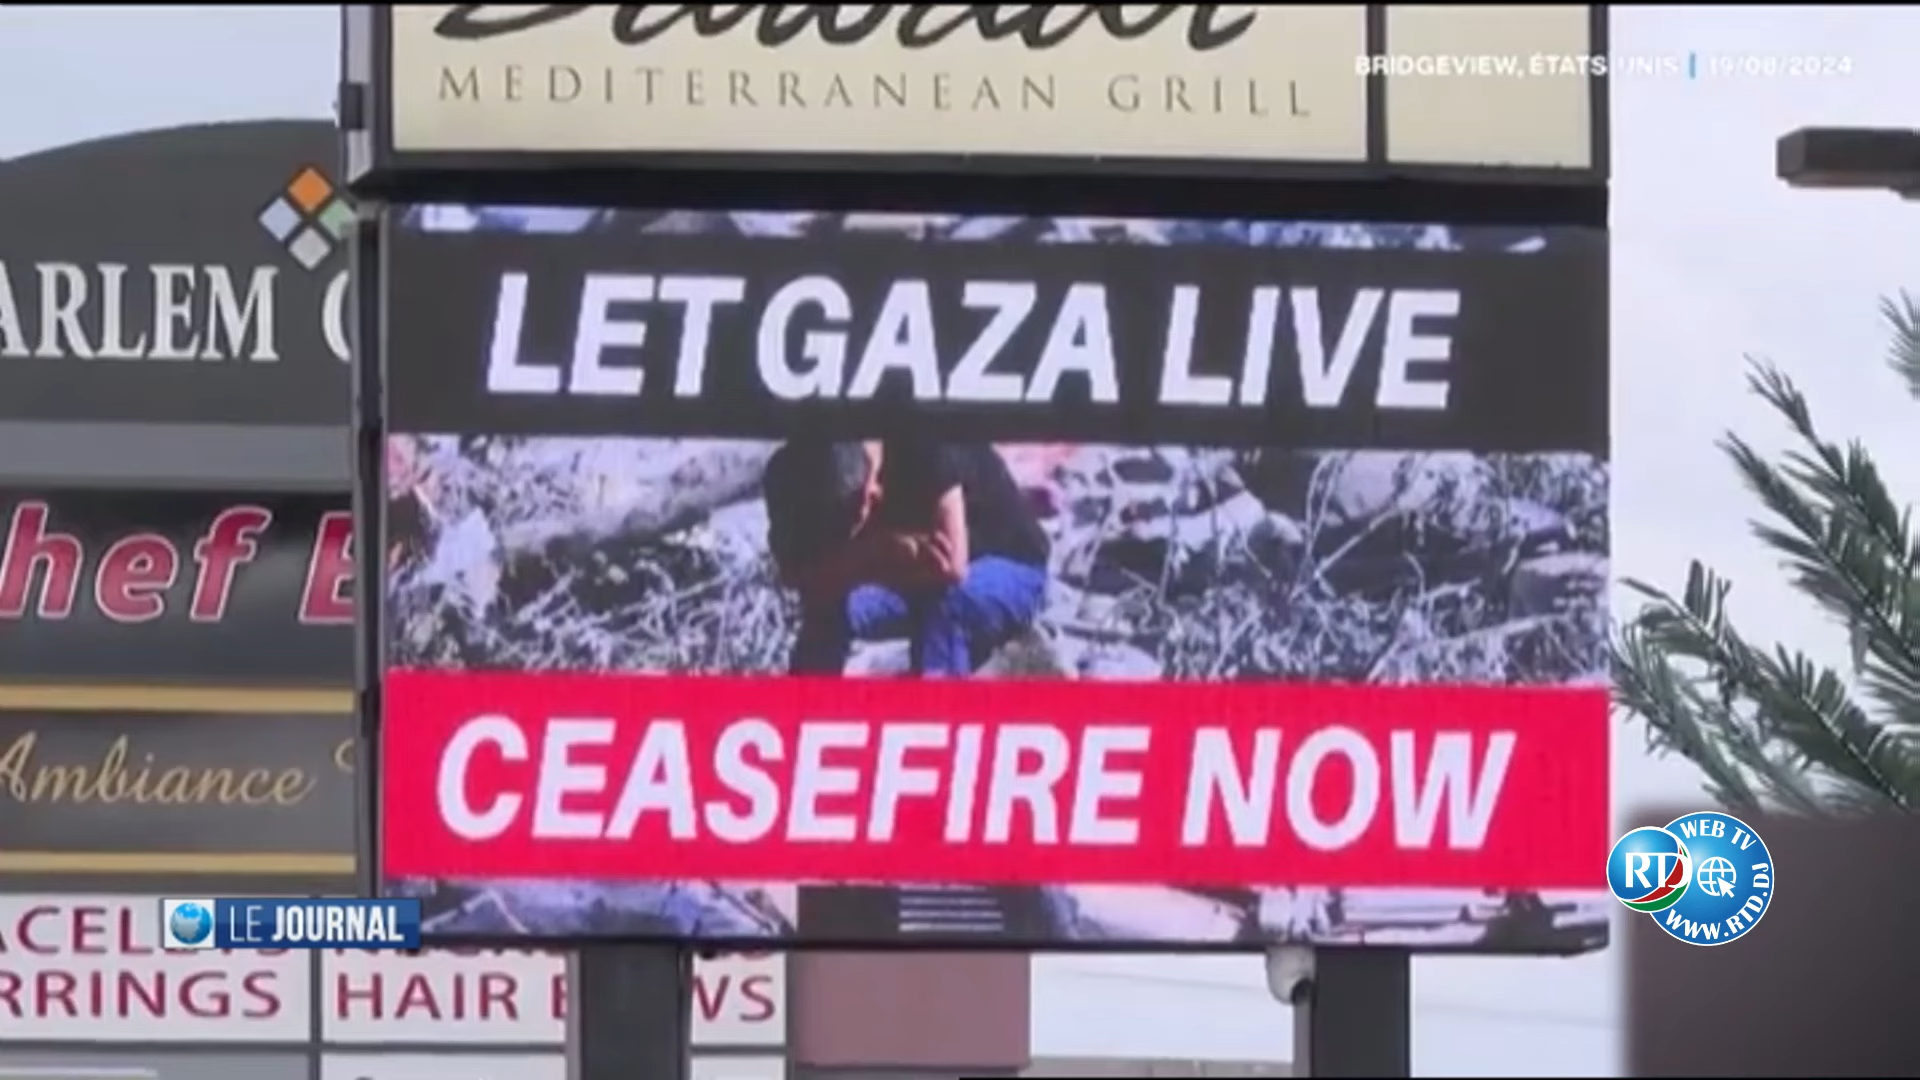 MEDITERRANEAN GRILL
BRIDGEVIEW, ÉTATS-UNIS | 19/08/2024
ARLEM
LET GAZA LIVE
hef
CEASEFIRE NOW
Ambiance
WEB TV
RTD
WWW.RTD.DJ
LE JOURNAL
RRINGS
HAIR